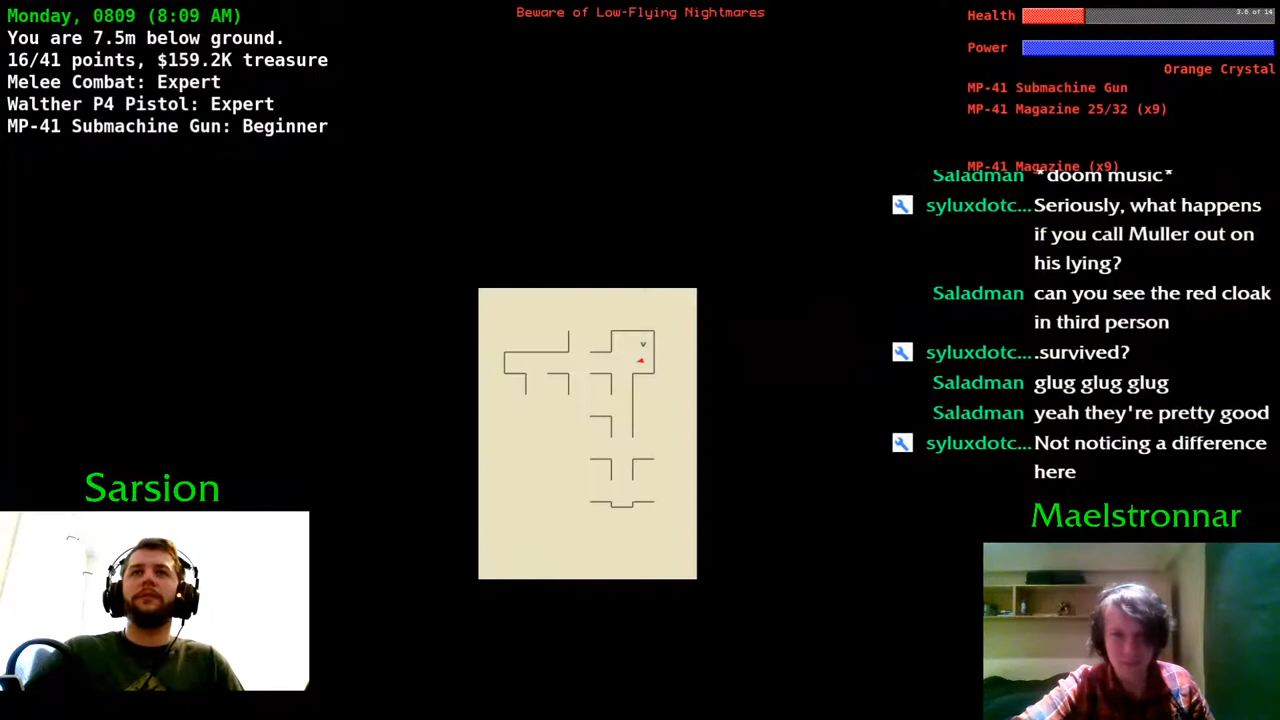 Monday, 0809 (8:09 AM)
You are 7.5m below ground.
16/41 points, $159.2K treasure
Melee Combat: Expert
Walther P4 Pistol: Expert
MP-41 Submachine Gun: Beginner
Beware of Low-Flying Nightmares
Health 3.6 of 14
Power
Orange Crystal
MP-41 Submachine Gun
MP-41 Magazine 25/32 (x9)
MP-41 Magazine (x9)
Saladman *doom music*
syluxdotc... Seriously, what happens
if you call Muller out on
his lying?
Saladman can you see the red cloak
in third person
syluxdotc... .survived?
Saladman glug glug glug
Saladman yeah they're pretty good
syluxdotc... Not noticing a difference
here
v
Sarsion
Maelstronnar